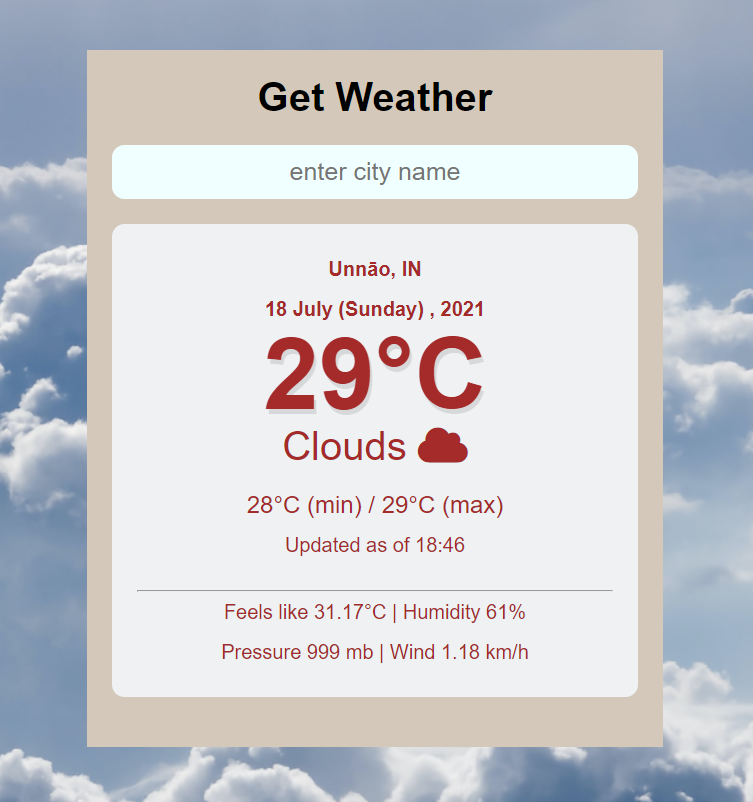 Get Weather
enter city name
Unnāo, IN
18 July (Sunday) , 2021
29°C
Clouds
28°C (min) / 29°C (max)
Updated as of 18:46
Feels like 31.17°C | Humidity 61%
Pressure 999 mb | Wind 1.18 km/h